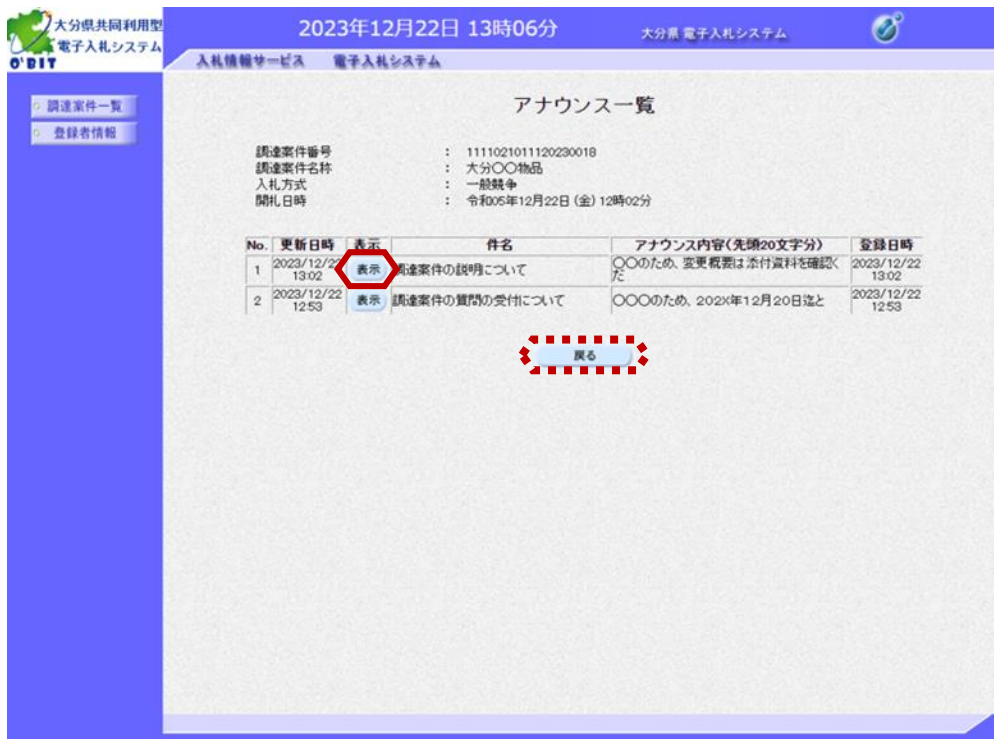 大分県共同利用型
電子入札システム
O'BIT
2023年12月22日 13時06分
大分県 電子入札システム
入札情報サービス 電子入札システム
調達案件一覧
登録者情報
アナウンス一覧
調達案件番号 : 1111021011120230018
調達案件名称 : 大分〇〇物品
入札方式 : 一般競争
開札日時 : 令和05年12月22日(金) 12時02分
No. 更新日時 表示 件名 アナウンス内容(先頭20文字分) 登録日時
1 2023/12/22 13:02 表示 調達案件の説明について 〇〇のため、変更概要は添付資料を確認くだ 2023/12/22 13:02
2 2023/12/22 12:53 表示 調達案件の質問の受付について 〇〇〇のため、202X年12月20日迄と 2023/12/22 12:53
戻る